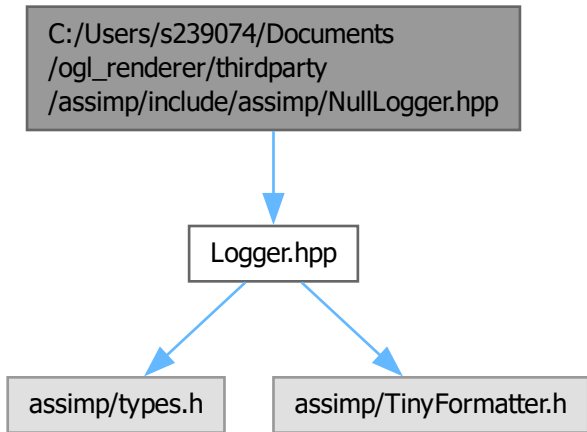 C:/Users/s239074/Documents
/ogl_renderer/thirdparty
/assimp/include/assimp/NullLogger.hpp
Logger.hpp
assimp/types.h
assimp/TinyFormatter.h